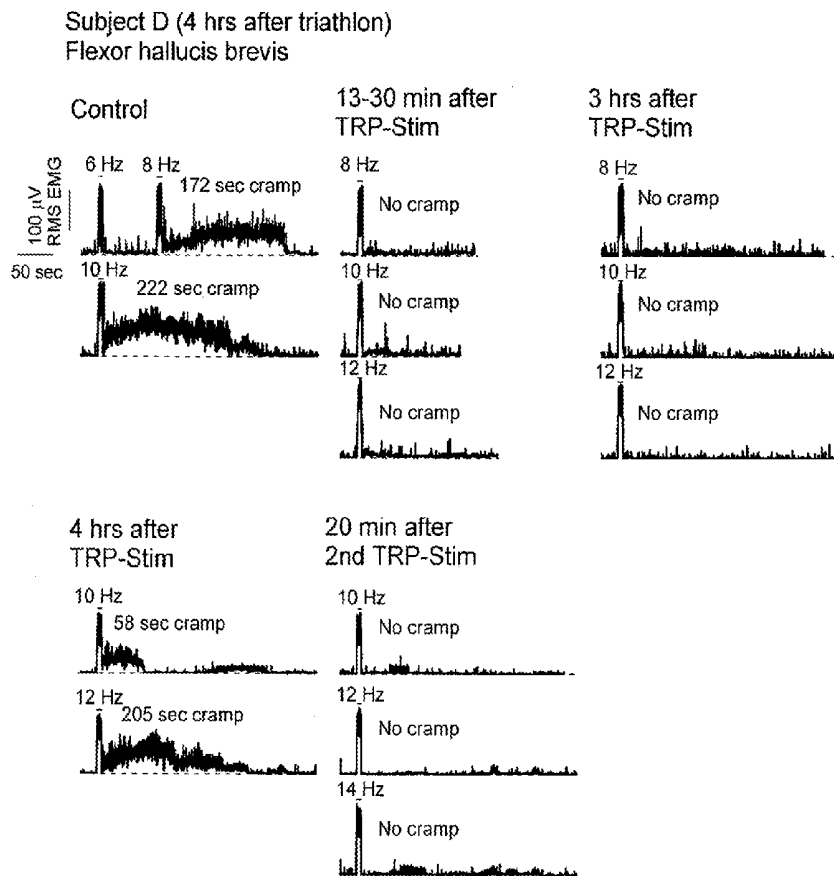 Subject D (4 hrs after triathlon)
Flexor hallucis brevis
Control
6 Hz
8 Hz
172 sec cramp
100 µV
RMS EMG
50 sec
10 Hz
222 sec cramp
13-30 min after
TRP-Stim
8 Hz
No cramp
10 Hz
No cramp
12 Hz
No cramp
3 hrs after
TRP-Stim
8 Hz
No cramp
10 Hz
No cramp
12 Hz
No cramp
4 hrs after
TRP-Stim
10 Hz
58 sec cramp
12 Hz
205 sec cramp
20 min after
2nd TRP-Stim
10 Hz
No cramp
12 Hz
No cramp
14 Hz
No cramp